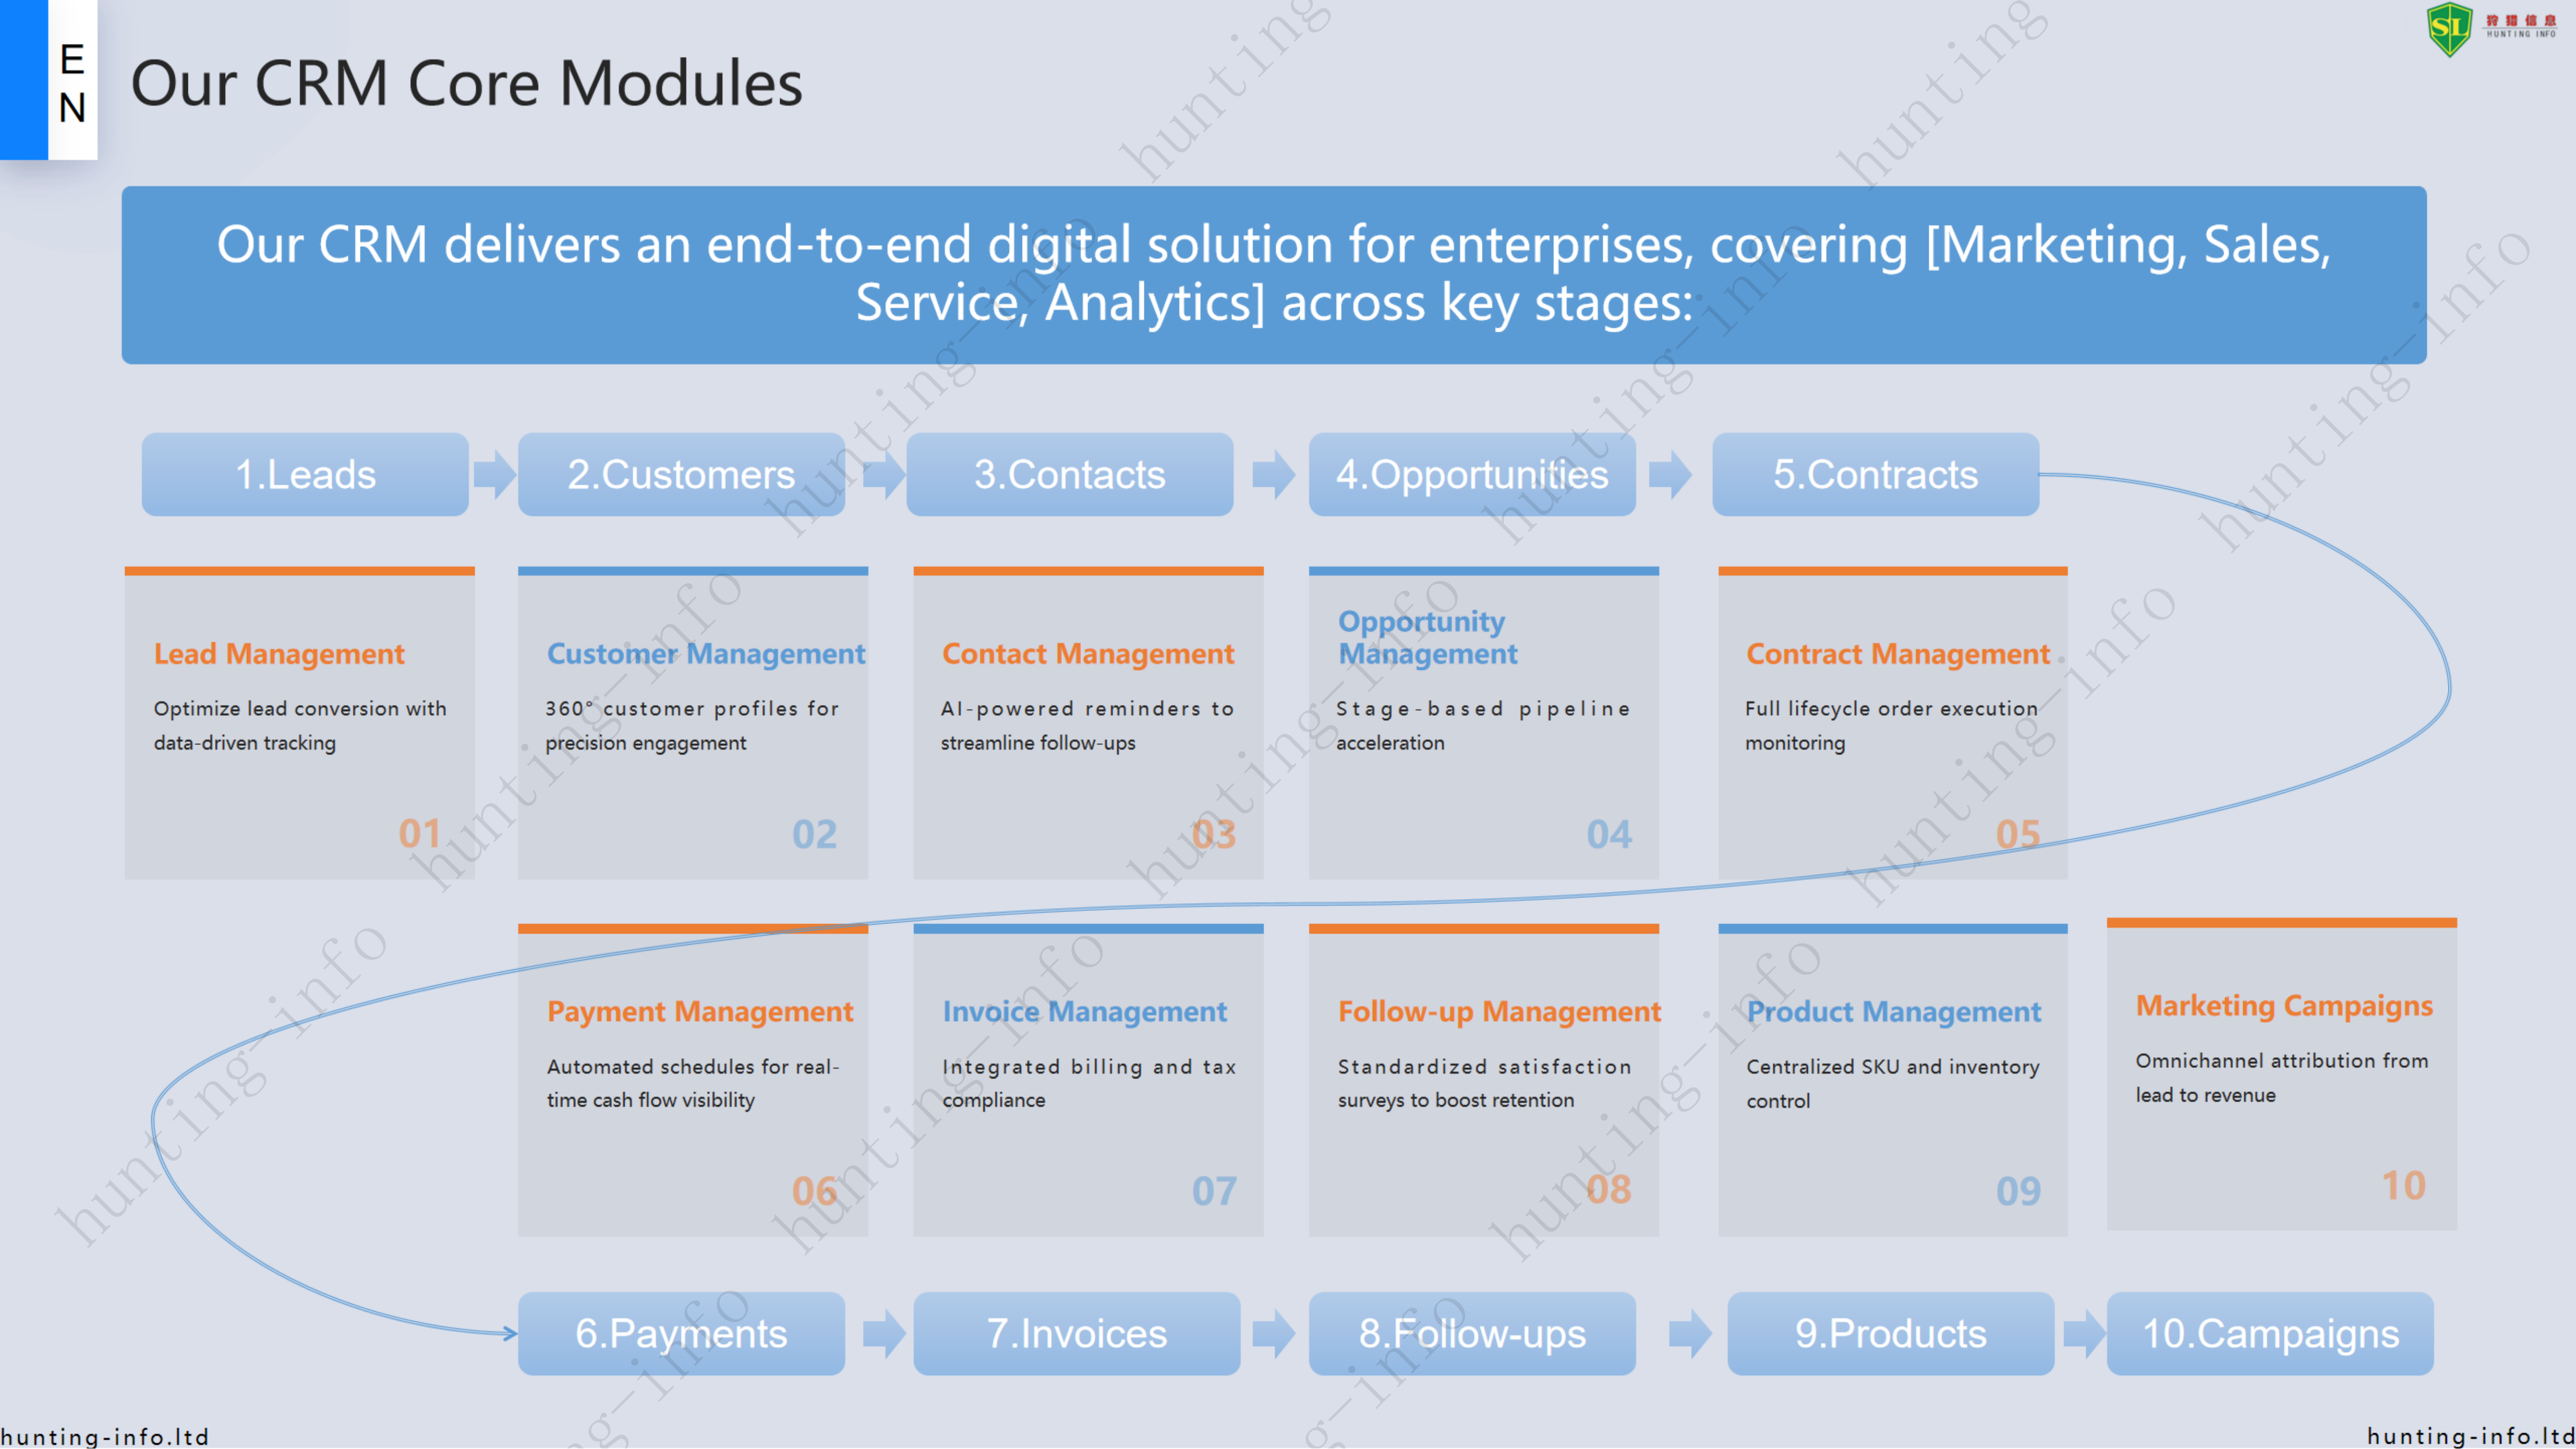 E
N
Our CRM Core Modules
狩猎信息
HUNTING INFO
Our CRM delivers an end-to-end digital solution for enterprises, covering [Marketing, Sales,
Service, Analytics] across key stages:
1.Leads
2.Customers
3.Contacts
4.Opportunities
5.Contracts
Lead Management
Optimize lead conversion with
data-driven tracking
01
Customer Management
360° customer profiles for
precision engagement
02
Contact Management
AI-powered reminders to
streamline follow-ups
03
Opportunity
Management
Stage-based pipeline
acceleration
04
Contract Management
Full lifecycle order execution
monitoring
05
Payment Management
Automated schedules for real-
time cash flow visibility
06
Invoice Management
Integrated billing and tax
compliance
07
Follow-up Management
Standardized satisfaction
surveys to boost retention
08
Product Management
Centralized SKU and inventory
control
09
Marketing Campaigns
Omnichannel attribution from
lead to revenue
10
6.Payments
7.Invoices
8.Follow-ups
9.Products
10.Campaigns
hunting-info.ltd
hunting-info.ltd
hunting-info